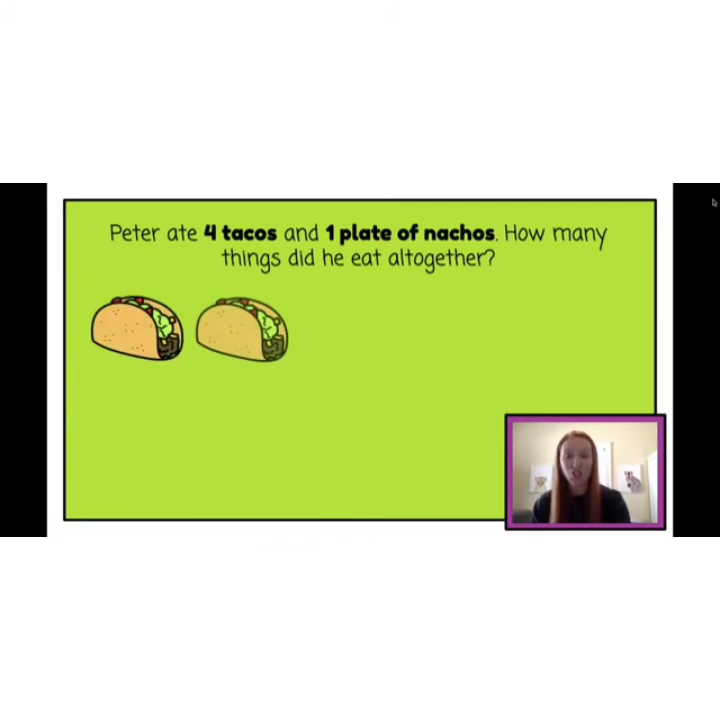 Peter ate 4 tacos and 1 plate of nachos. How many
things did he eat altogether?